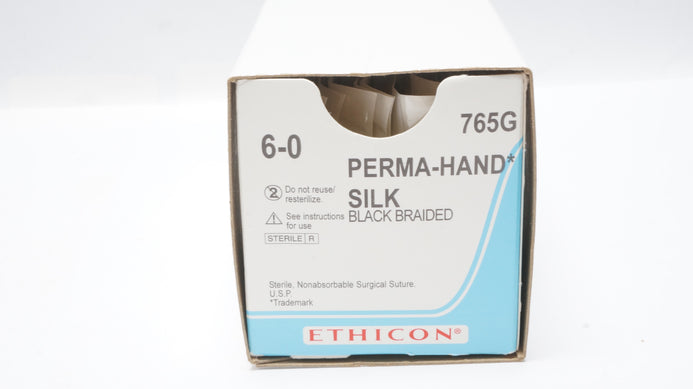 765G
6-0
PERMA-HAND*
SILK
BLACK BRAIDED
2 Do not reuse/
resterilize.
See instructions
for use
STERILE R
Sterile, Nonabsorbable Surgical Suture.
U.S.P.
*Trademark
ETHICON®